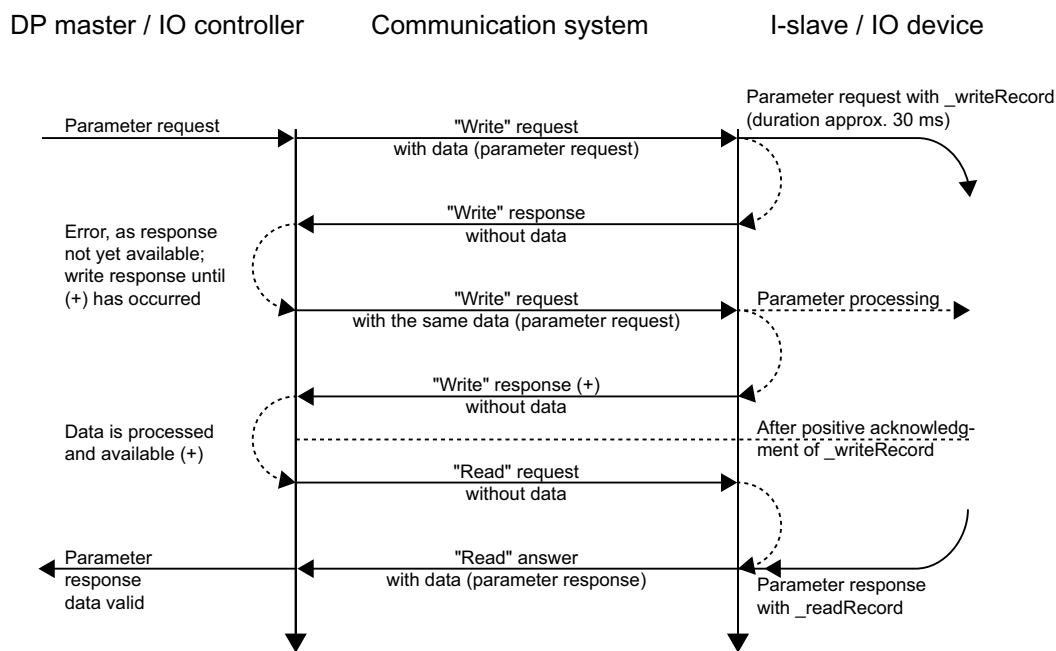 DP master / IO controller
Communication system
I-slave / IO device
Parameter request with _writeRecord
(duration approx. 30 ms)
Parameter request
"Write" request
with data (parameter request)
"Write" response
without data
Error, as response
not yet available;
write response until
(+) has occurred
"Write" request
with the same data (parameter request)
Parameter processing
"Write" response (+)
without data
Data is processed
and available (+)
After positive acknowledg-
ment of _writeRecord
"Read" request
without data
Parameter
response
data valid
"Read" answer
with data (parameter response)
Parameter response
with _readRecord